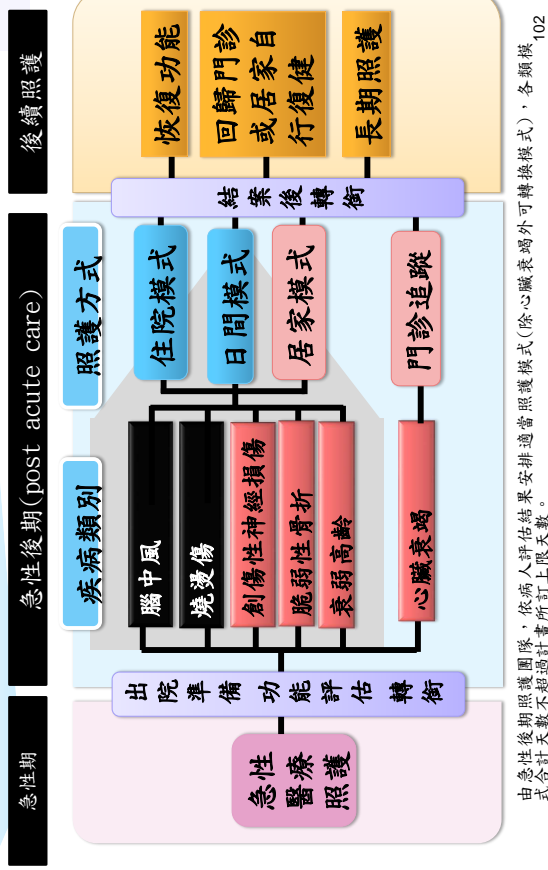 急性期
急性後期(post acute care)
後續照護
疾病類別
照護方式
急性
醫療
照護
出院準備功能評估轉銜
腦中風
燒燙傷
創傷性神經損傷
脆弱性骨折
衰弱高齡
心臟衰竭
住院模式
日間模式
居家模式
門診追蹤
結案後轉銜
恢復功能
回歸門診
或居家自
行復健
長期照護
由急性後期照護團隊，依病人評估結果安排適當照護模式(除心臟衰竭外可轉換模式)，各類模
式合計天數不超過計畫所訂上限天數。
102